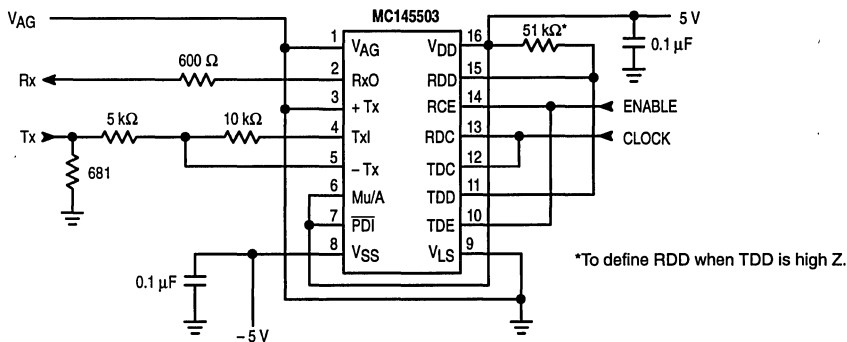 MC145503
V_AG
5 V
0.1 µF
51 kΩ*
1
V_AG
V_DD
16
Rx
600 Ω
2
RxO
RDD
15
3
+ Tx
RCE
14
ENABLE
Tx
5 kΩ
10 kΩ
4
TxI
RDC
13
CLOCK
681
5
– Tx
TDC
12
6
Mu/A
TDD
11
7
PDI
TDE
10
8
V_SS
V_LS
9
*To define RDD when TDD is high Z.
0.1 µF
– 5 V